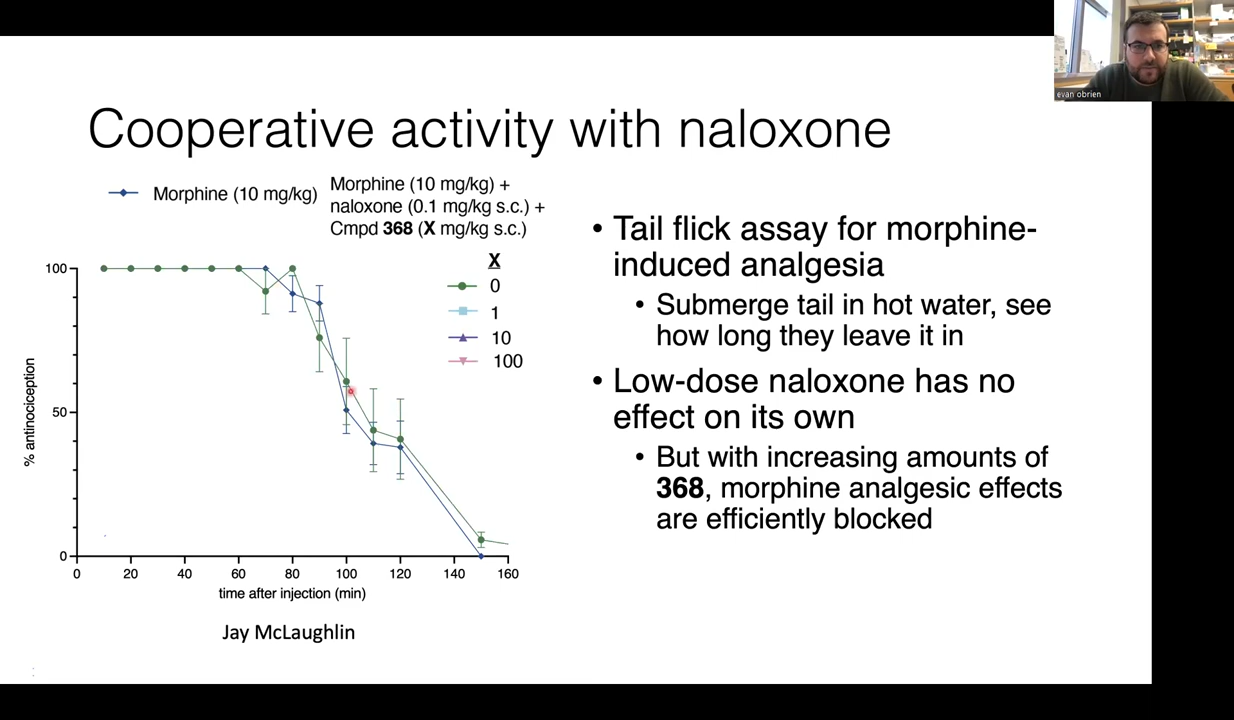 evan obrien
Cooperative activity with naloxone
Morphine (10 mg/kg)
Morphine (10 mg/kg) +
naloxone (0.1 mg/kg s.c.) +
Cmpd 368 (X mg/kg s.c.)
X
0
1
10
100
% antinociception
100
50
0
0 20 40 60 80 100 120 140 160
time after injection (min)
Jay McLaughlin
• Tail flick assay for morphine-
induced analgesia
• Submerge tail in hot water, see
how long they leave it in
• Low-dose naloxone has no
effect on its own
• But with increasing amounts of
368, morphine analgesic effects
are efficiently blocked